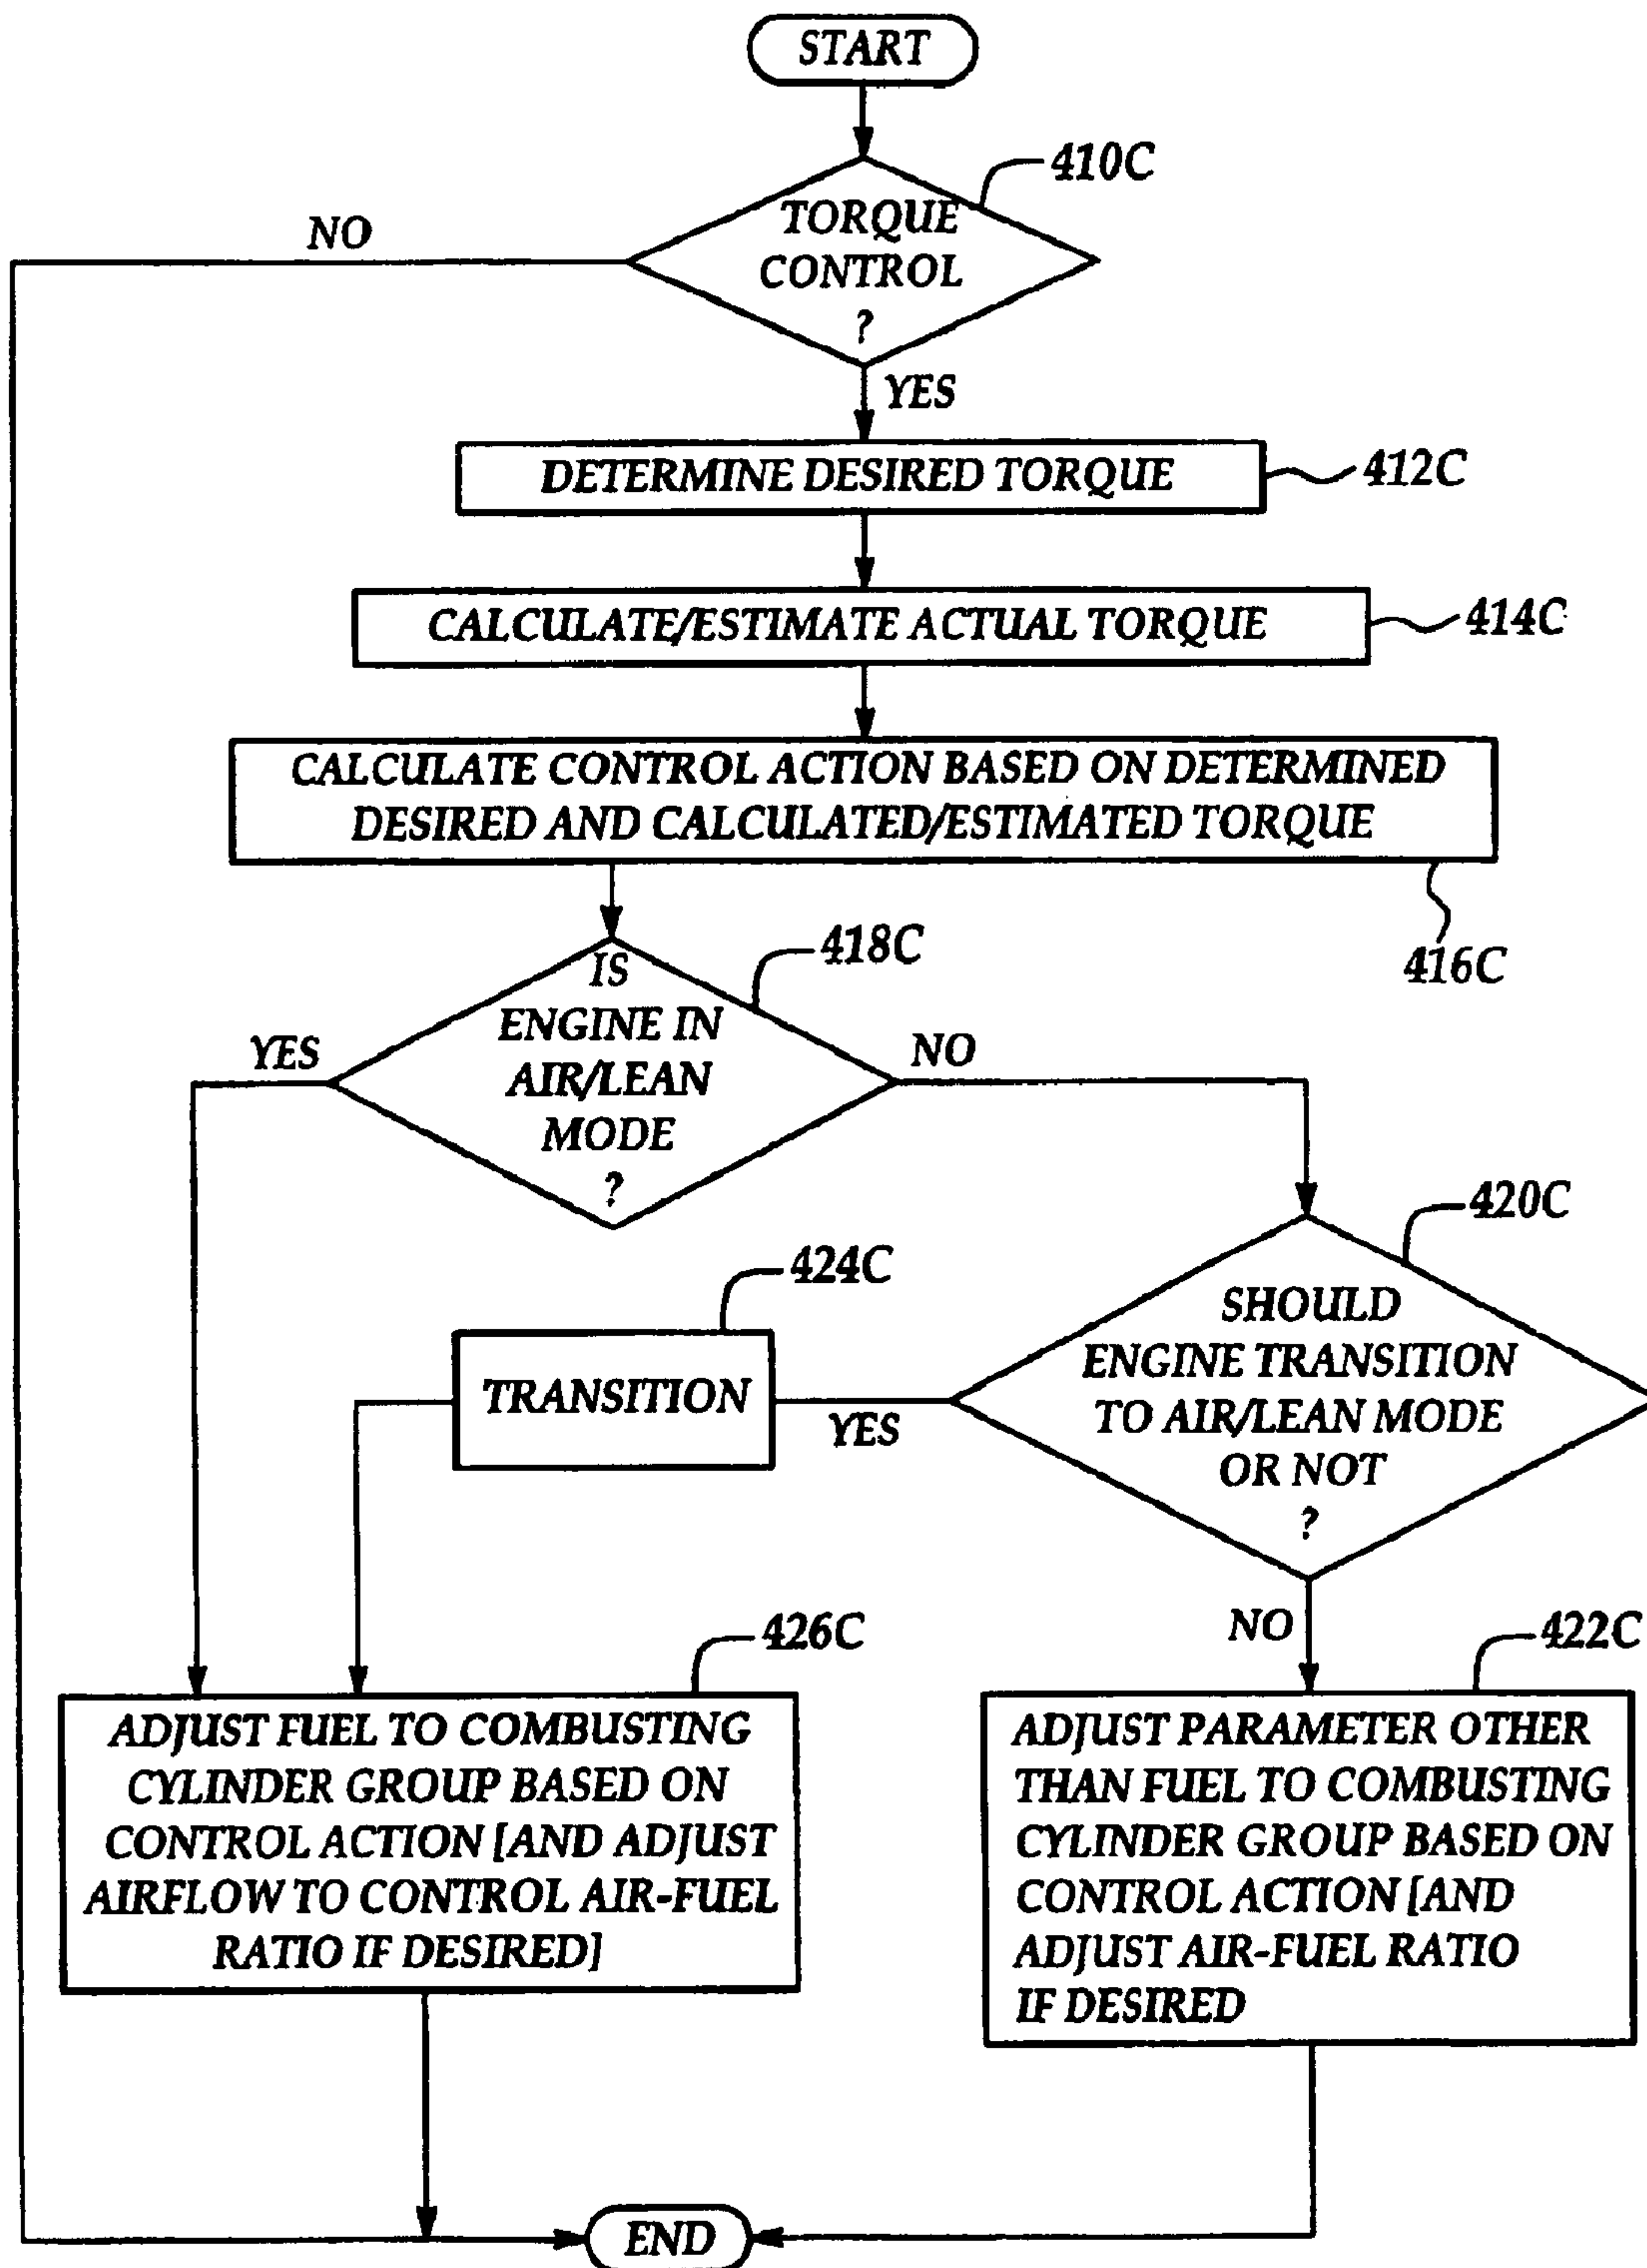 START
410C
TORQUE
CONTROL
?
NO
YES
DETERMINE DESIRED TORQUE
412C
CALCULATE/ESTIMATE ACTUAL TORQUE
414C
CALCULATE CONTROL ACTION BASED ON DETERMINED
DESIRED AND CALCULATED/ESTIMATED TORQUE
416C
418C
IS
ENGINE IN
AIR/LEAN
MODE
?
YES
NO
420C
SHOULD
ENGINE TRANSITION
TO AIR/LEAN MODE
OR NOT
?
YES
424C
TRANSITION
NO
426C
ADJUST FUEL TO COMBUSTING
CYLINDER GROUP BASED ON
CONTROL ACTION [AND ADJUST
AIRFLOW TO CONTROL AIR-FUEL
RATIO IF DESIRED]
422C
ADJUST PARAMETER OTHER
THAN FUEL TO COMBUSTING
CYLINDER GROUP BASED ON
CONTROL ACTION [AND
ADJUST AIR-FUEL RATIO
IF DESIRED
END